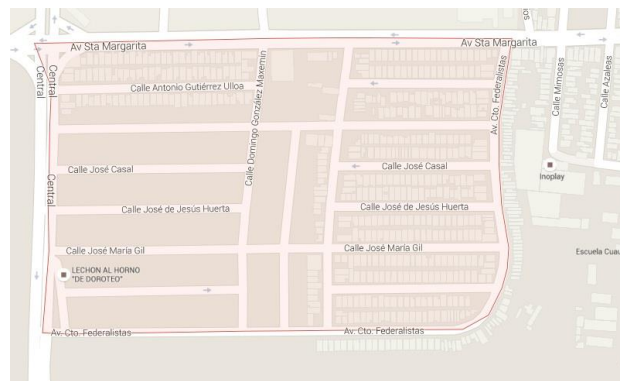 os
Av Sta Margarita
Av Sta Margarita
Central
Central
Calle Antonio Gutiérrez Ulloa
Calle Domingo González Maxemin
Av. Cto. Federalistas
Calle Mimosas
Calle Azaleas
Calle José Casal
Calle José Casal
Inoplay
Central
Calle José de Jesús Huerta
Calle José de Jesús Huerta
Calle José María Gil
Calle José María Gil
Escuela Cuau
LECHON AL HORNO
"DE DOROTEO"
Av. Cto. Federalistas
Av. Cto. Federalistas